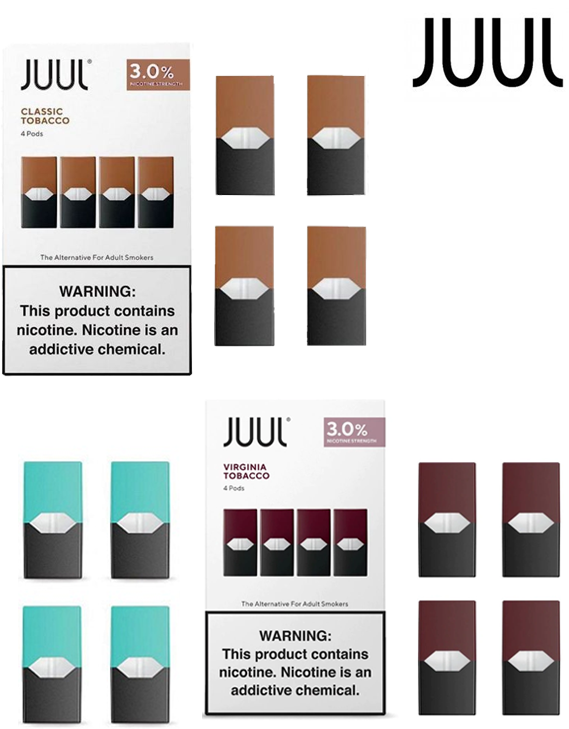 JUUL
JUUL®
3.0%
NICOTINE STRENGTH
CLASSIC
TOBACCO
4 Pods
The Alternative For Adult Smokers
WARNING:
This product contains
nicotine. Nicotine is an
addictive chemical.
JUUL®
3.0%
NICOTINE STRENGTH
VIRGINIA
TOBACCO
4 Pods
The Alternative For Adult Smokers
WARNING:
This product contains
nicotine. Nicotine is an
addictive chemical.